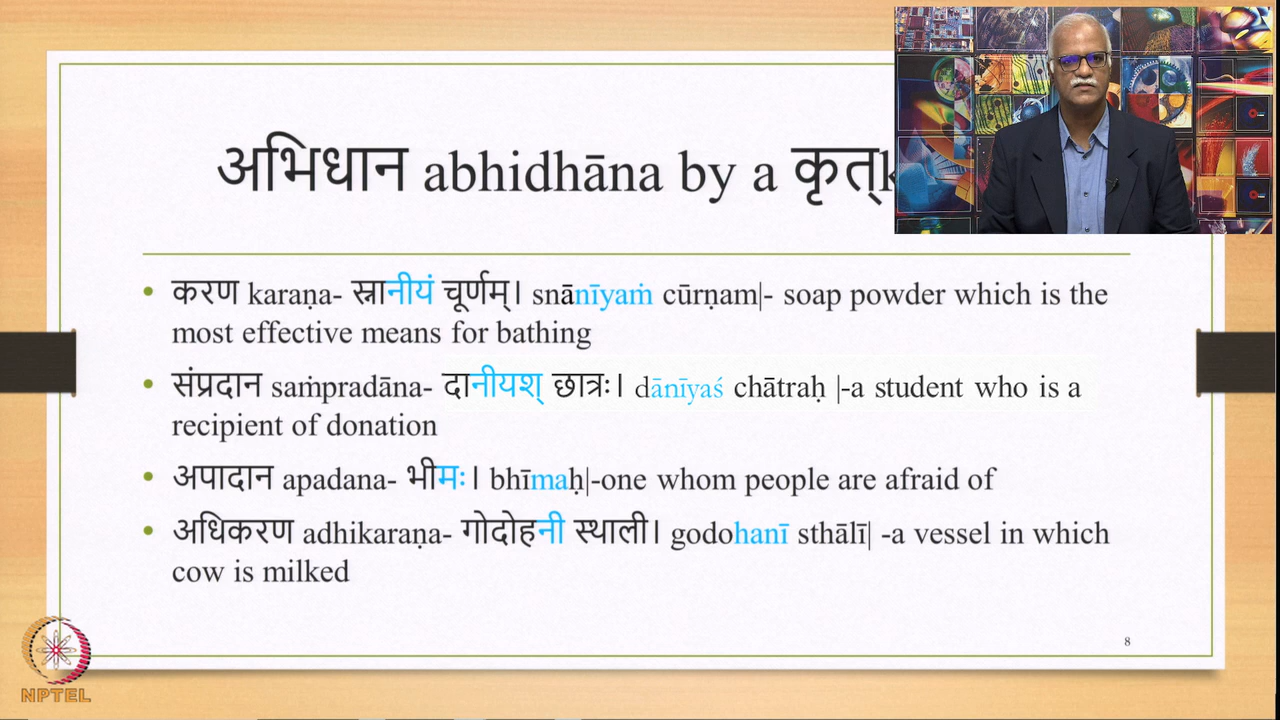 अभिधान abhidhāna by a कृत्k
• करण karaṇa- स्नानीयं चूर्णम्। snānīyaṁ cūrṇam|- soap powder which is the
most effective means for bathing
• संप्रदान saṁpradāna- दानीयश् छात्रः। dānīyaś chātraḥ |-a student who is a
recipient of donation
• अपादान apadana- भीमः। bhīmaḥ|-one whom people are afraid of
• अधिकरण adhikaraṇa- गोदोहनी स्थाली। godohanī sthālī| -a vessel in which
cow is milked
8
NPTEL